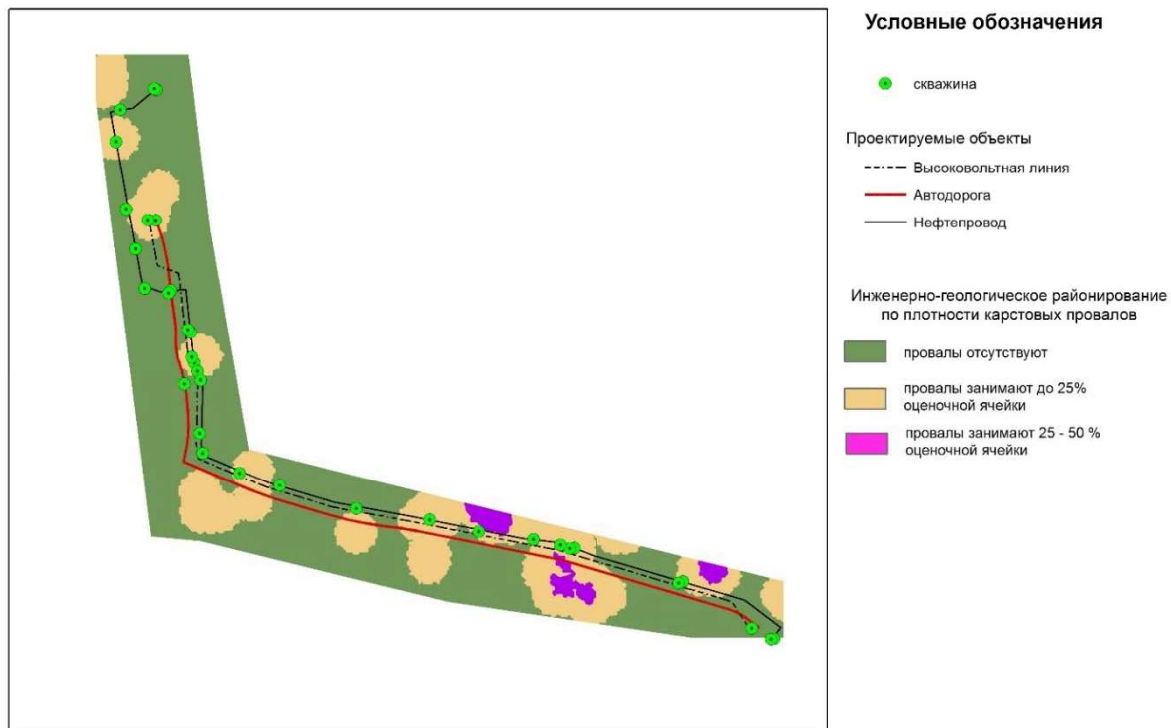 Условные обозначения
скважина
Проектируемые объекты
Высоковольтная линия
Автодорога
Нефтепровод
Инженерно-геологическое районирование
по плотности карстовых провалов
провалы отсутствуют
провалы занимают до 25%
оценочной ячейки
провалы занимают 25 - 50 %
оценочной ячейки